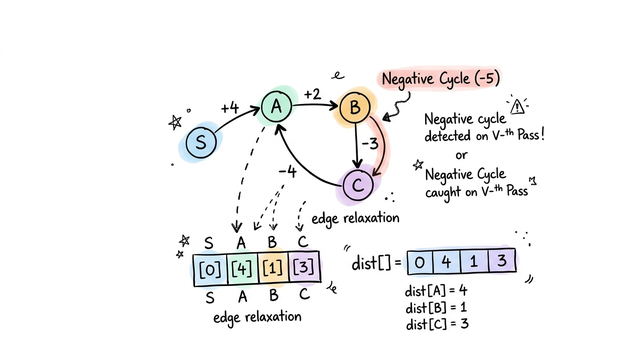 Negative Cycle (-5)
+4
A
+2
B
S
-3
-4
C
Negative cycle
detected on V-th Pass!
or
Negative Cycle
caught on V-th Pass
edge relaxation
S A B C
[0] [4] [1] [3]
S A B C
edge relaxation
dist[] = 0 4 1 3
dist[A] = 4
dist[B] = 1
dist[C] = 3